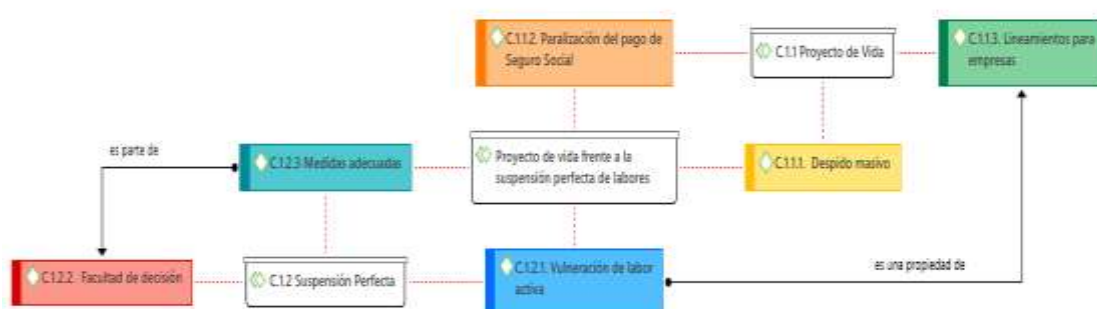 C.1.1.2. Paralización del pago de
Seguro Social
C.1.1 Proyecto de Vida
C.1.1.3. Lineamientos para
empresas
es parte de
C.1.2.3 Medidas adecuadas
Proyecto de vida frente a la
suspensión perfecta de labores
C.1.1.1. Despido masivo
C.1.2.2. Facultad de decisión
C.1.2 Suspensión Perfecta
C.1.2.1. Vulneración de labor
activa
es una propiedad de